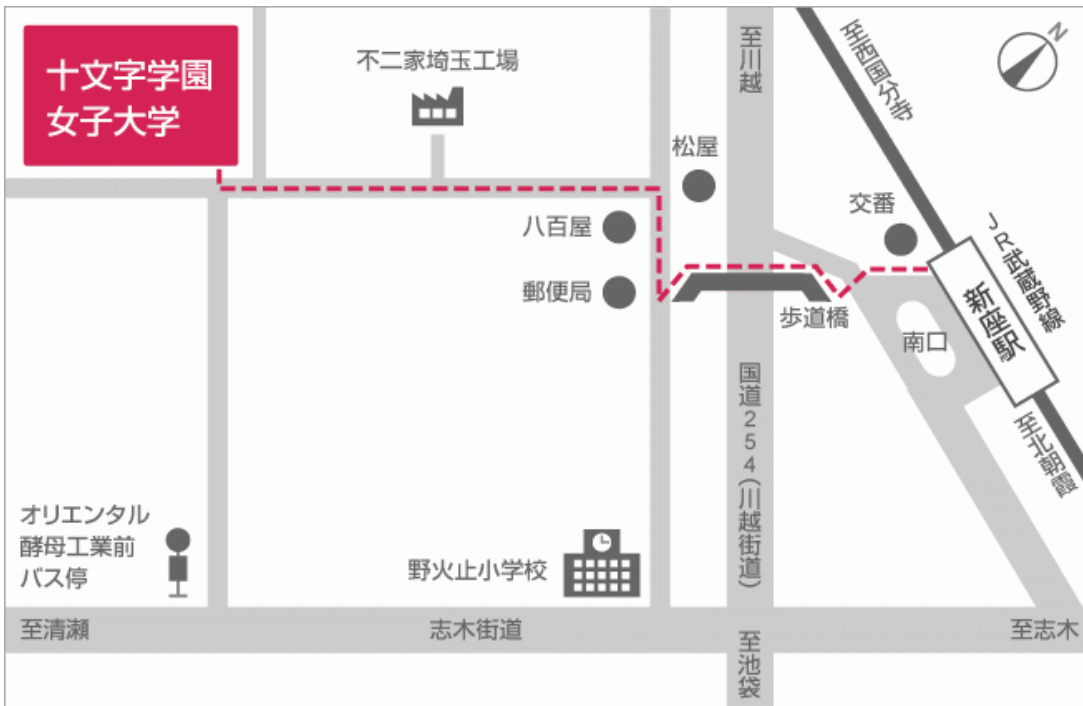 十文字学園
女子大学
不二家埼玉工場
至川越
至西国分寺
N
松屋
交番
八百屋
郵便局
歩道橋
南口
新座駅
JR武蔵野線
国道254(川越街道)
至北朝霞
オリエンタル
酵母工業前
バス停
野火止小学校
至清瀬
志木街道
至池袋
至志木